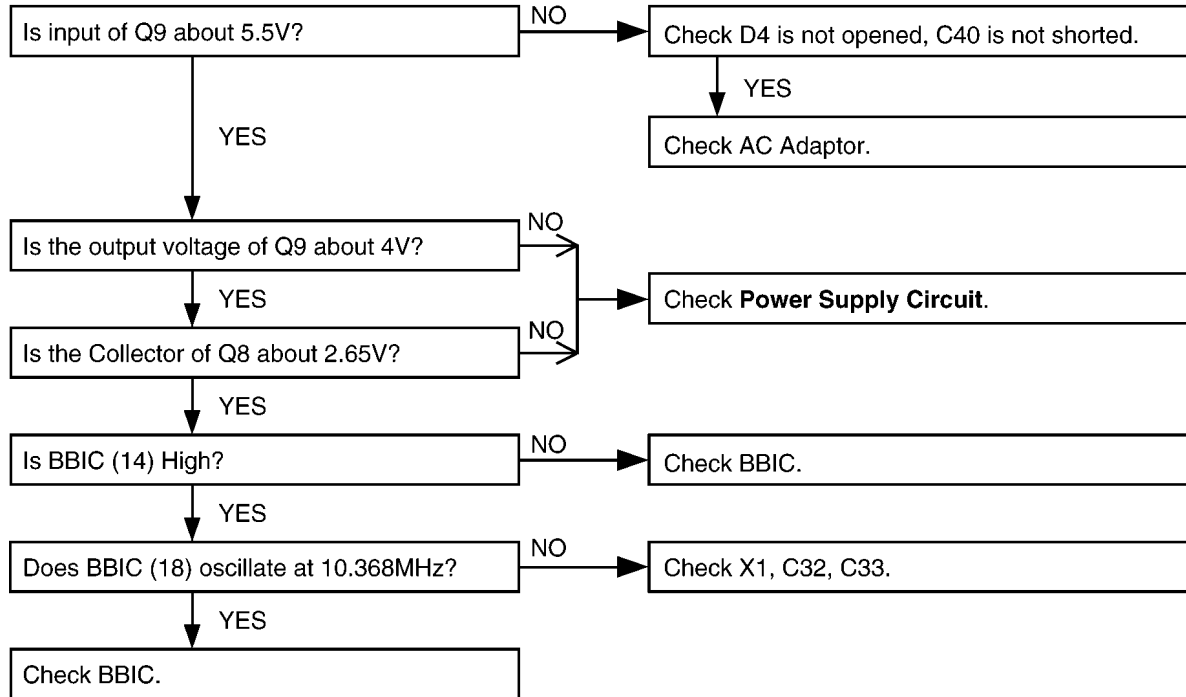 Is input of Q9 about 5.5V?
NO
Check D4 is not opened, C40 is not shorted.
YES
Check AC Adaptor.
YES
Is the output voltage of Q9 about 4V?
NO
YES
Check Power Supply Circuit.
Is the Collector of Q8 about 2.65V?
NO
YES
Is BBIC (14) High?
NO
Check BBIC.
YES
Does BBIC (18) oscillate at 10.368MHz?
NO
Check X1, C32, C33.
YES
Check BBIC.